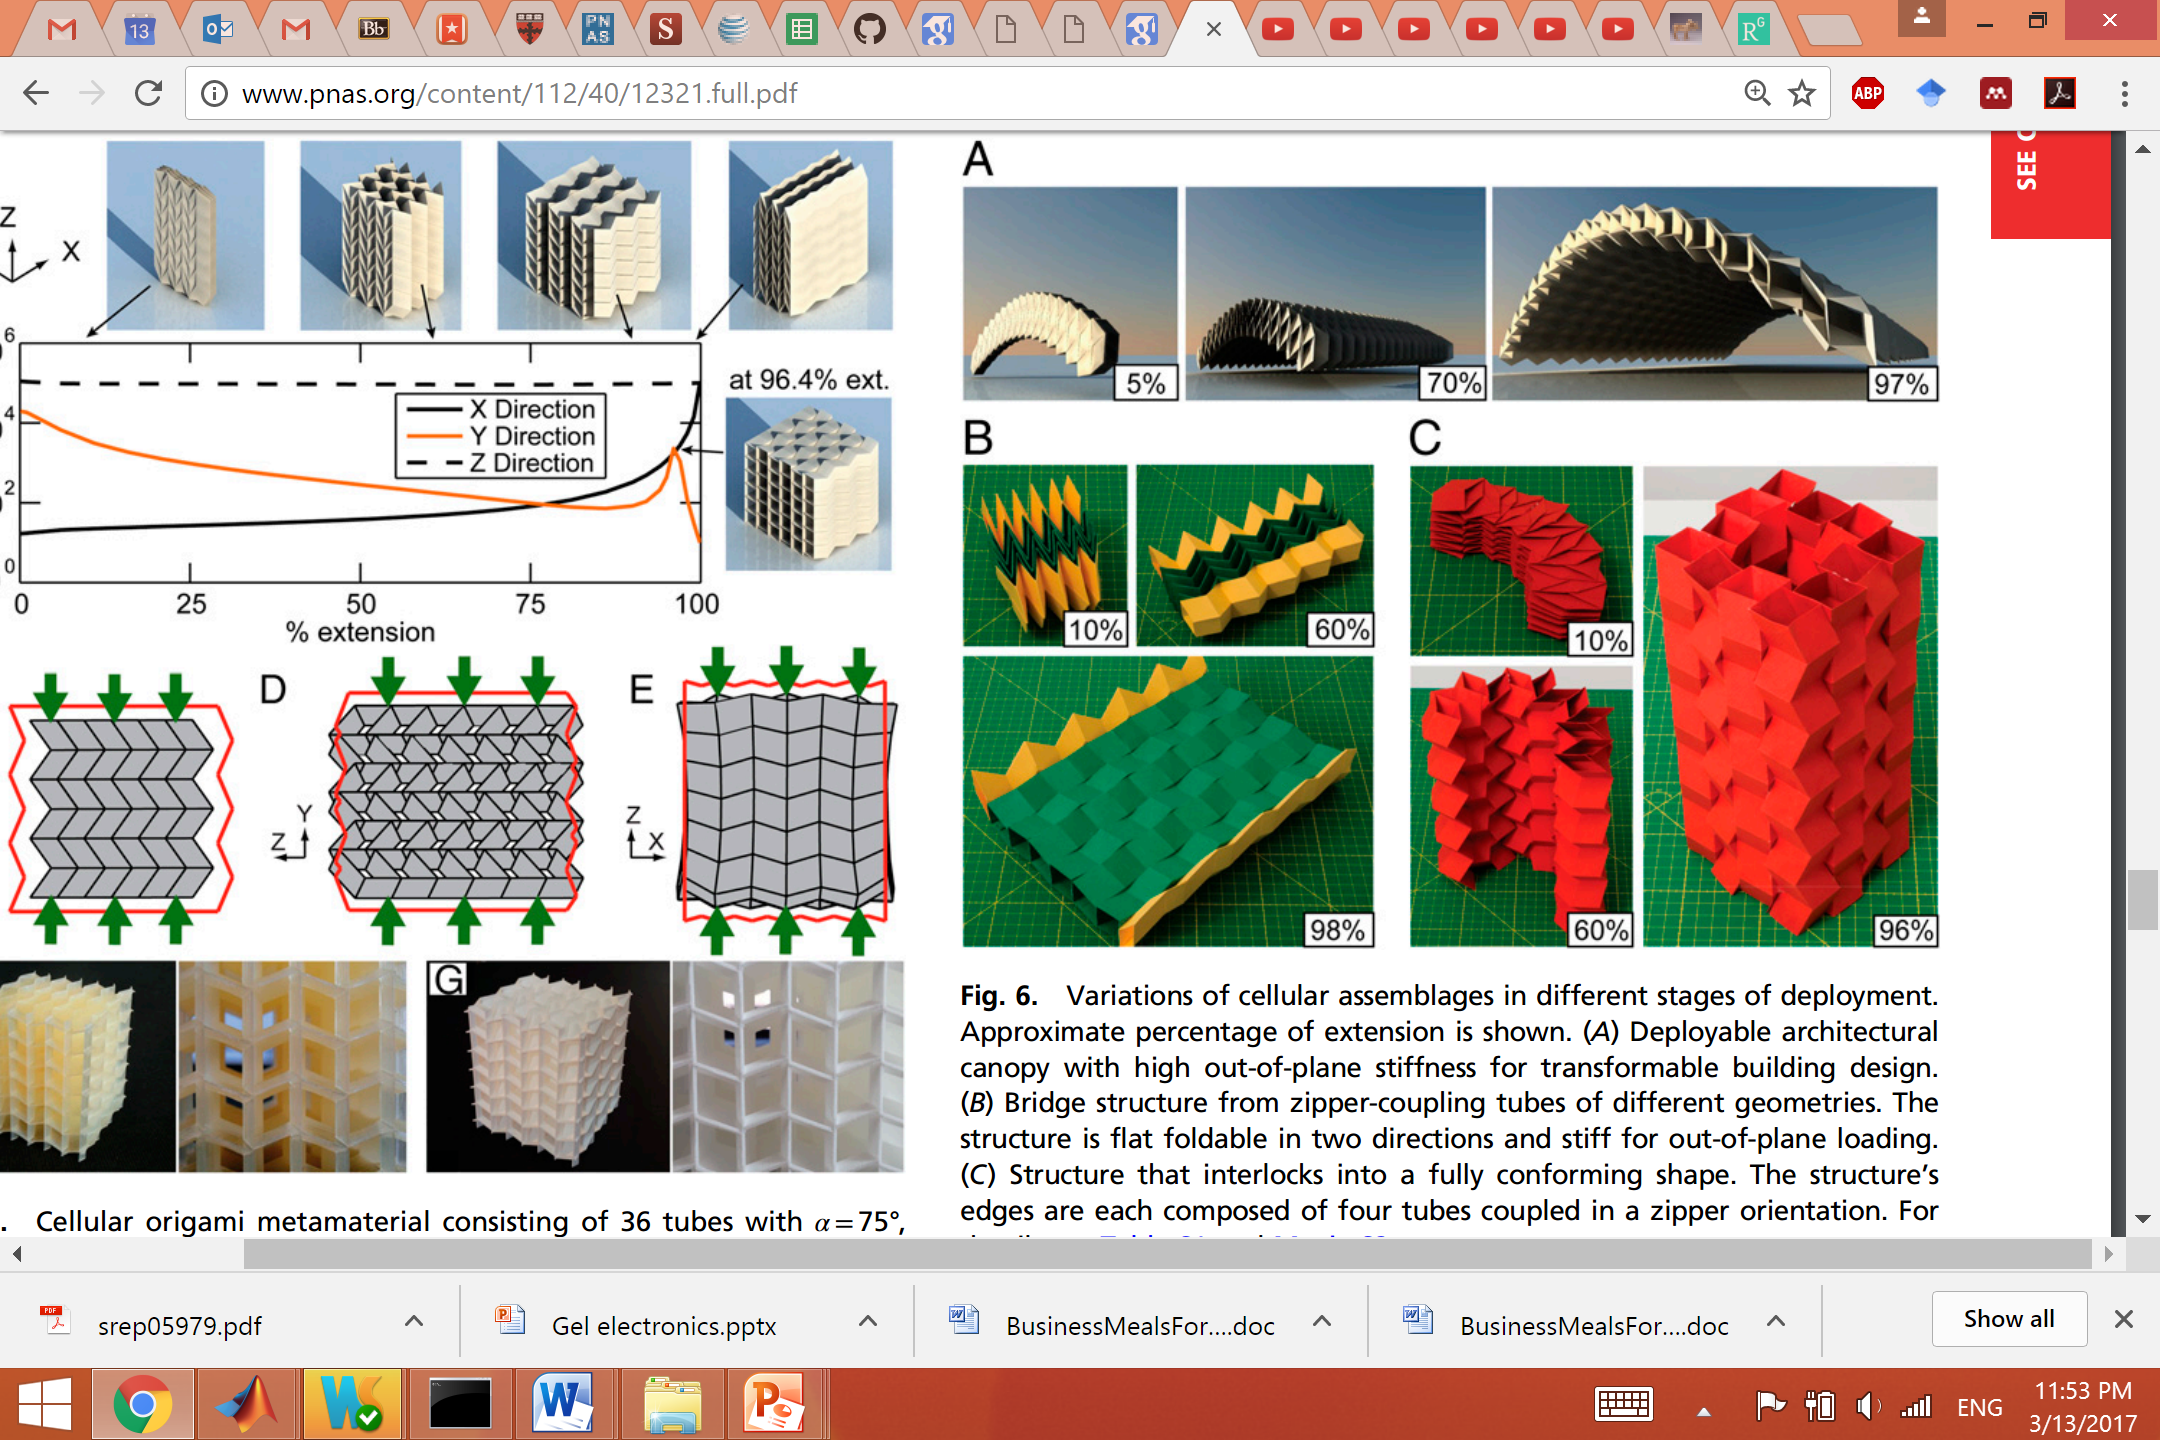 13
Bb
PN
AS
S
R G
www.pnas.org/content/112/40/12321.full.pdf
ABP
SEE C
Z
X
6
4
2
0
X Direction
Y Direction
Z Direction
at 96.4% ext.
0 25 50 75 100
% extension
D
Y
Z
E
Z
X
G
. Cellular origami metamaterial consisting of 36 tubes with α=75°,
A
5%
70%
97%
B
10%
60%
98%
C
10%
60%
96%
Fig. 6. Variations of cellular assemblages in different stages of deployment.
Approximate percentage of extension is shown. (A) Deployable architectural
canopy with high out-of-plane stiffness for transformable building design.
(B) Bridge structure from zipper-coupling tubes of different geometries. The
structure is flat foldable in two directions and stiff for out-of-plane loading.
(C) Structure that interlocks into a fully conforming shape. The structure's
edges are each composed of four tubes coupled in a zipper orientation. For
srep05979.pdf
Gel electronics.pptx
BusinessMealsFor....doc
BusinessMealsFor....doc
Show all
ENG
11:53 PM
3/13/2017